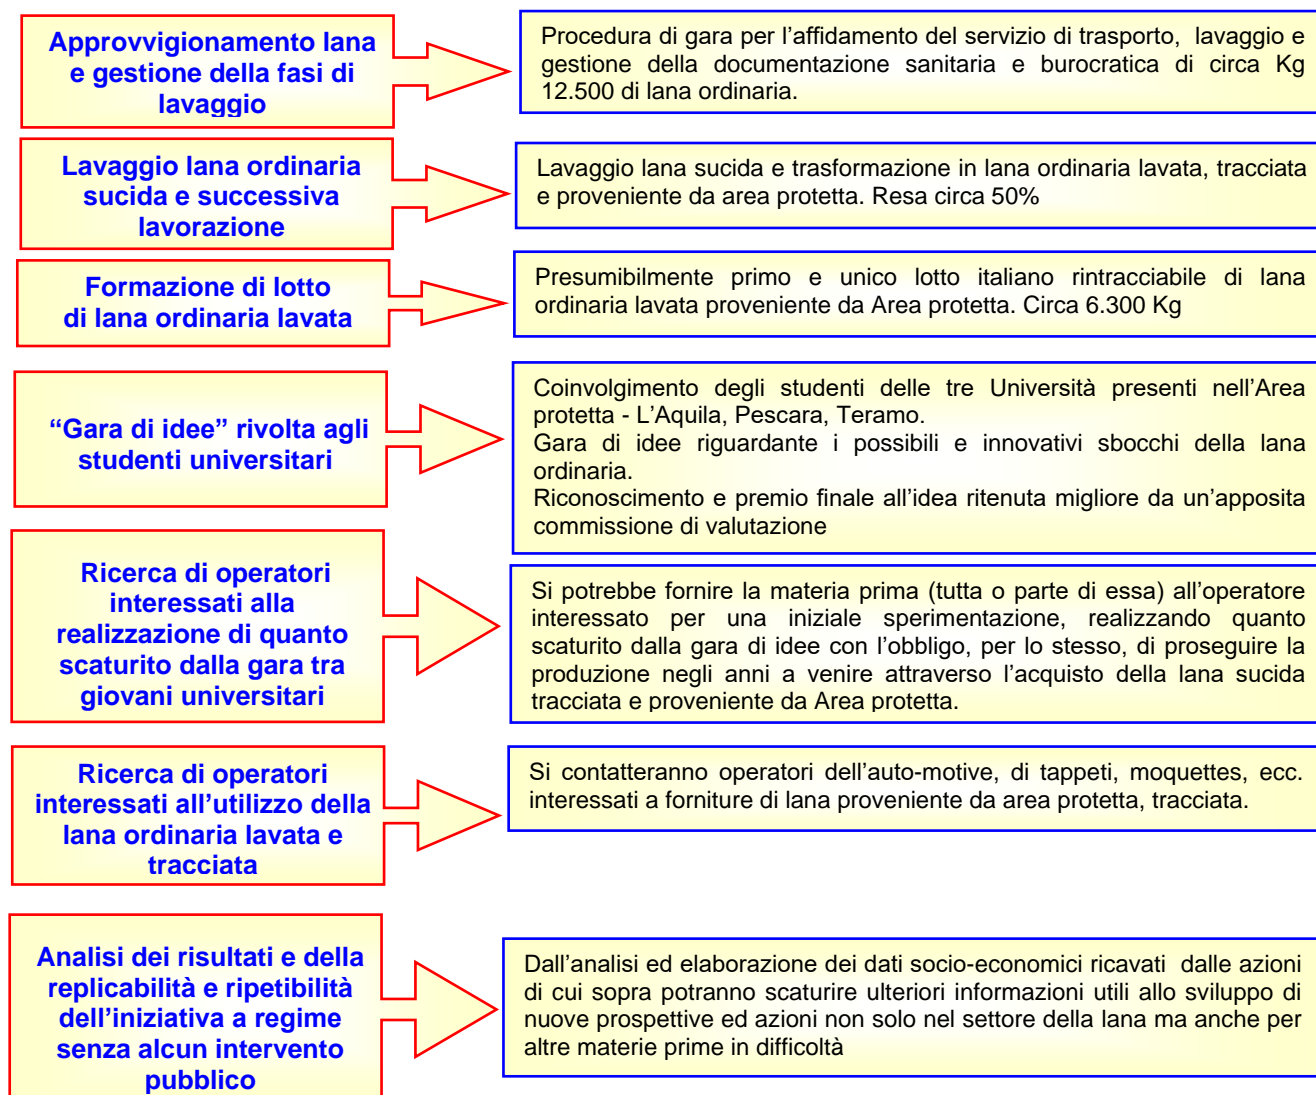 Approvvigionamento lana
e gestione della fasi di
lavaggio
Procedura di gara per l’affidamento del servizio di trasporto, lavaggio e
gestione della documentazione sanitaria e burocratica di circa Kg
12.500 di lana ordinaria.
Lavaggio lana ordinaria
sucida e successiva
lavorazione
Lavaggio lana sucida e trasformazione in lana ordinaria lavata, tracciata
e proveniente da area protetta. Resa circa 50%
Formazione di lotto
di lana ordinaria lavata
Presumibilmente primo e unico lotto italiano rintracciabile di lana
ordinaria lavata proveniente da Area protetta. Circa 6.300 Kg
“Gara di idee” rivolta agli
studenti universitari
Coinvolgimento degli studenti delle tre Università presenti nell’Area
protetta - L’Aquila, Pescara, Teramo.
Gara di idee riguardante i possibili e innovativi sbocchi della lana
ordinaria.
Riconoscimento e premio finale all’idea ritenuta migliore da un’apposita
commissione di valutazione
Ricerca di operatori
interessati alla
realizzazione di quanto
scaturito dalla gara tra
giovani universitari
Si potrebbe fornire la materia prima (tutta o parte di essa) all’operatore
interessato per una iniziale sperimentazione, realizzando quanto
scaturito dalla gara di idee con l’obbligo, per lo stesso, di proseguire la
produzione negli anni a venire attraverso l’acquisto della lana sucida
tracciata e proveniente da Area protetta.
Ricerca di operatori
interessati all’utilizzo della
lana ordinaria lavata e
tracciata
Si contatteranno operatori dell’auto-motive, di tappeti, moquettes, ecc.
interessati a forniture di lana proveniente da area protetta, tracciata.
Analisi dei risultati e della
replicabilità e ripetibilità
dell’iniziativa a regime
senza alcun intervento
pubblico
Dall’analisi ed elaborazione dei dati socio-economici ricavati dalle azioni
di cui sopra potranno scaturire ulteriori informazioni utili allo sviluppo di
nuove prospettive ed azioni non solo nel settore della lana ma anche per
altre materie prime in difficoltà